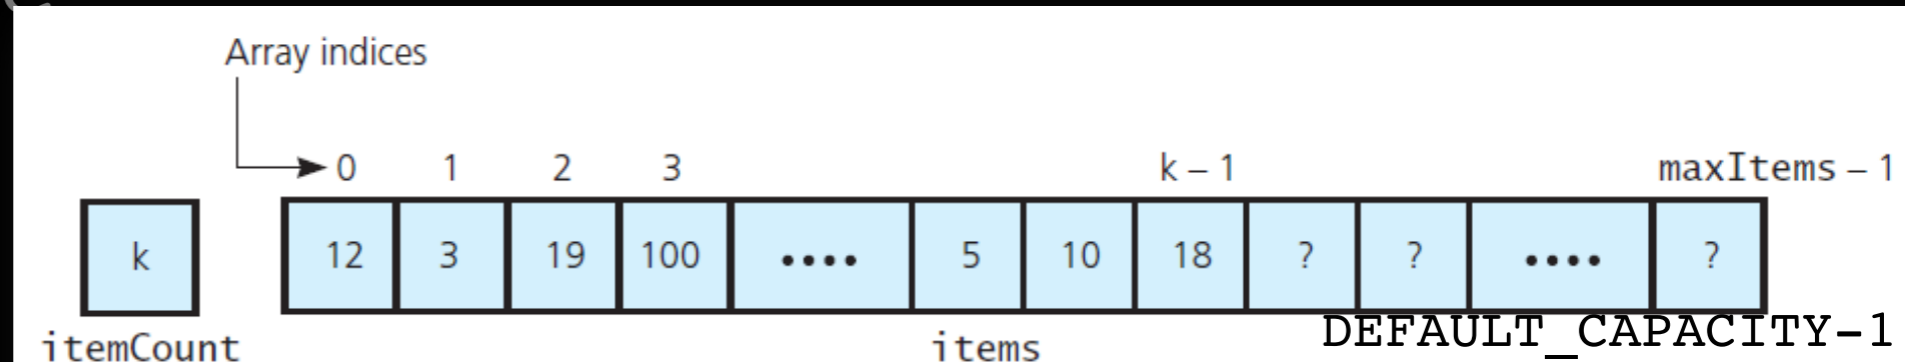 Array indices
0 1 2 3 k – 1 maxItems – 1
k 12 3 19 100 •••• 5 10 18 ? ? •••• ?
DEFAULT_CAPACITY-1
itemCount items